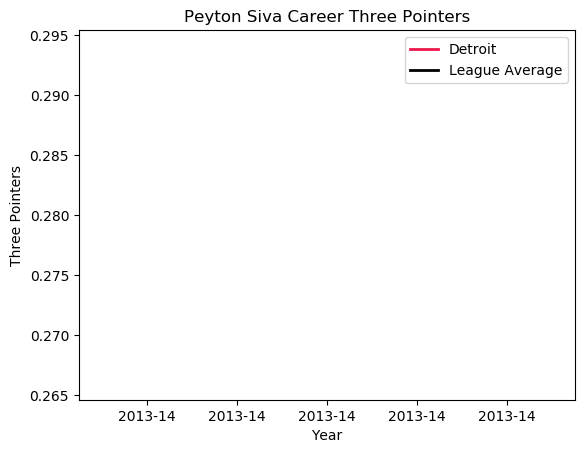 Peyton Siva Career Three Pointers
Detroit
League Average
Three Pointers
0.295
0.290
0.285
0.280
0.275
0.270
0.265
2013-14 2013-14 2013-14 2013-14 2013-14
Year